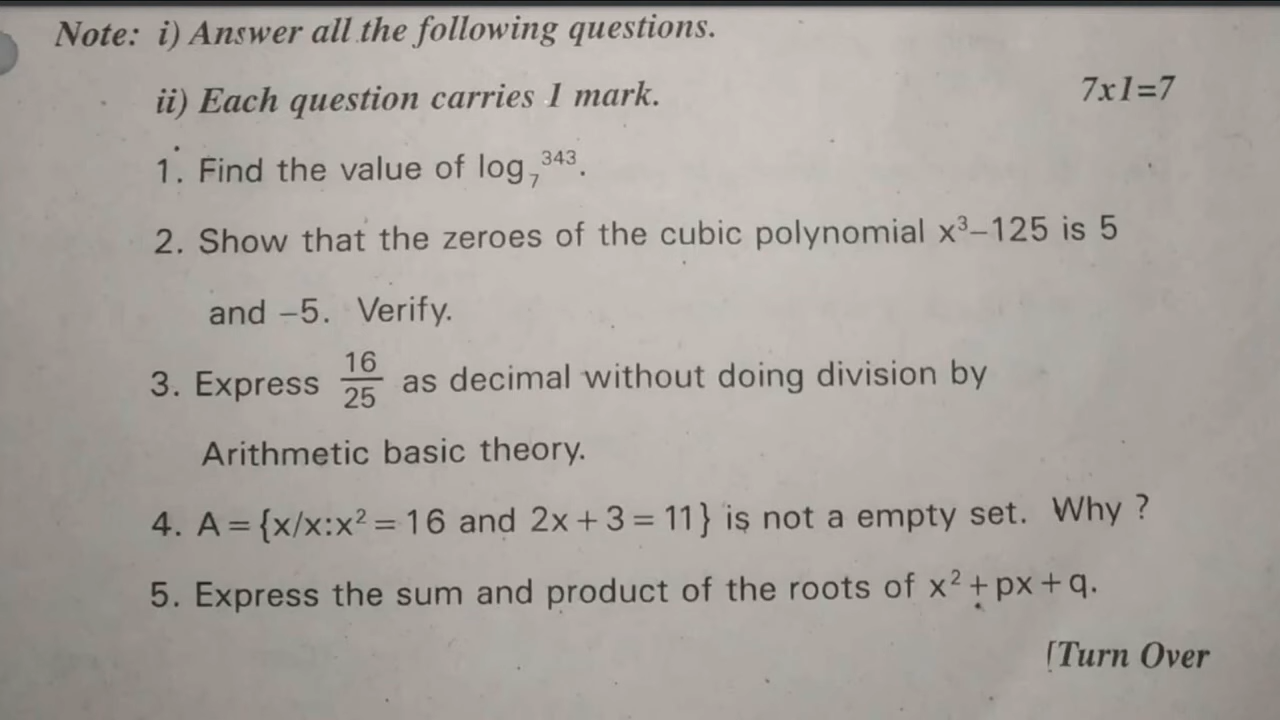 Note: i) Answer all the following questions.
ii) Each question carries 1 mark. 7x1=7
1. Find the value of log₇³⁴³.
2. Show that the zeroes of the cubic polynomial x³–125 is 5
and –5. Verify.
3. Express 16/25 as decimal without doing division by
Arithmetic basic theory.
4. A = {x/x:x² = 16 and 2x + 3 = 11} is not a empty set. Why ?
5. Express the sum and product of the roots of x² + px + q.
[Turn Over